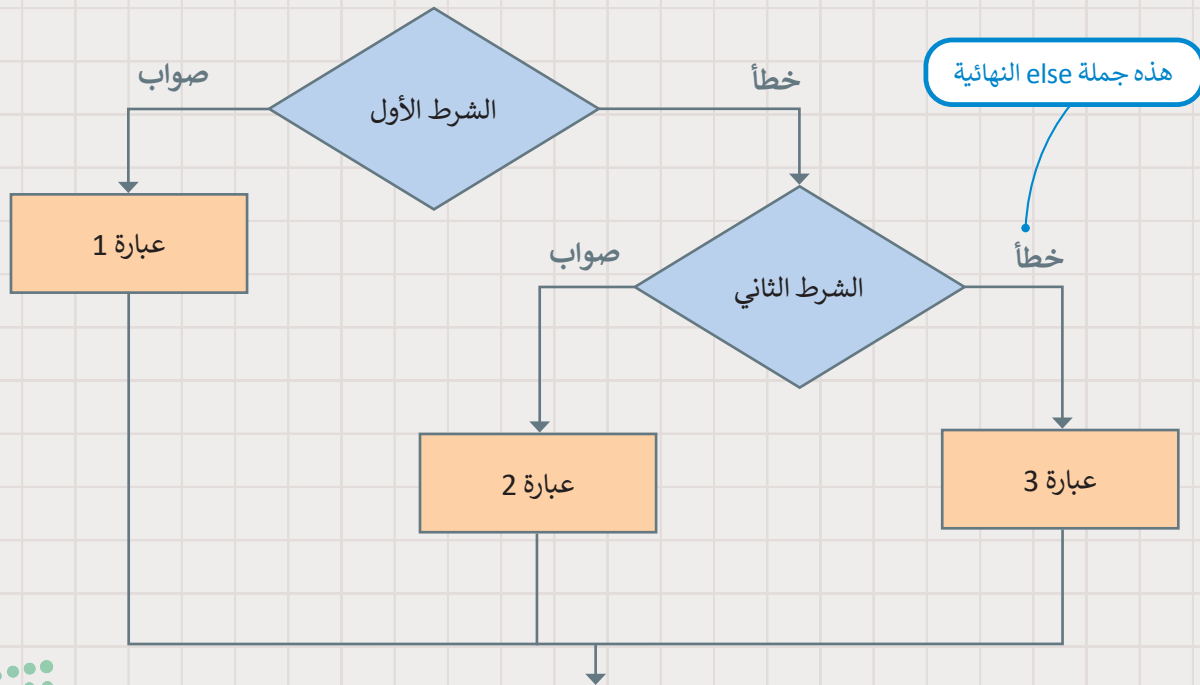 هذه جملة else النهائية
خطأ
صواب
الشرط الأول
عبارة 1
خطأ
صواب
الشرط الثاني
عبارة 3
عبارة 2